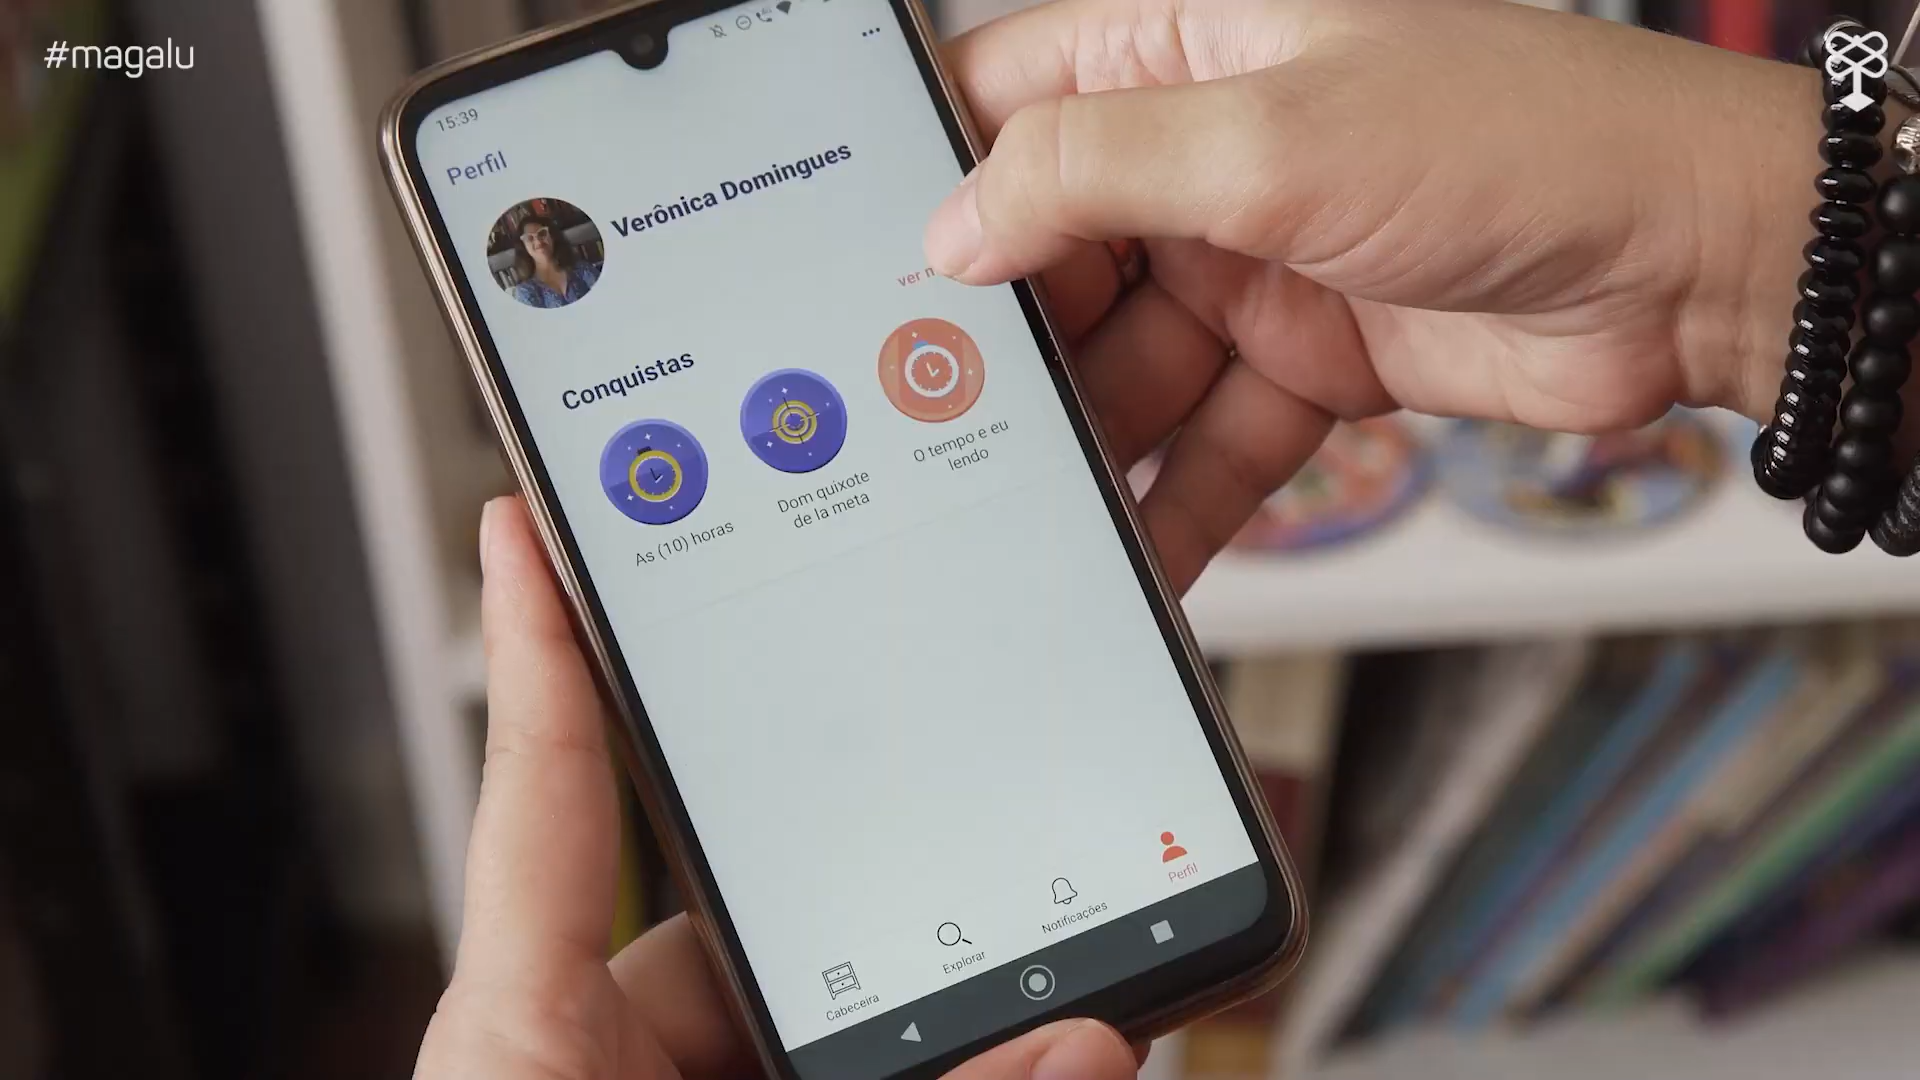 #magalu
15:39
Perfil
Verônica Domingues
ver
Conquistas
As (10) horas
Dom quixote
de la meta
O tempo e eu
lendo
Cabeceira
Explorar
Notificações
Perfil